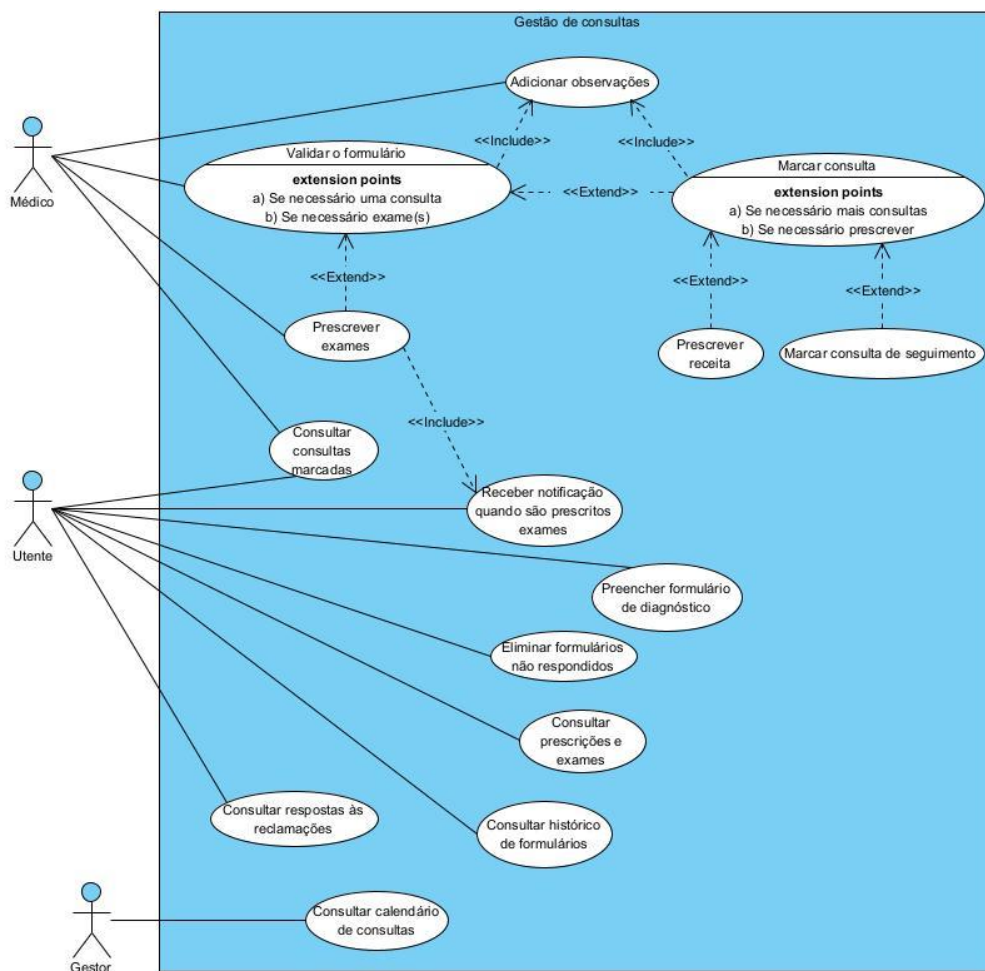 Gestão de consultas
Adicionar observações
Médico
<<Include>>
<<Include>>
Validar o formulário
extension points
a) Se necessário uma consulta
b) Se necessário exame(s)
<<Extend>>
Marcar consulta
extension points
a) Se necessário mais consultas
b) Se necessário prescrever
<<Extend>>
<<Extend>>
<<Extend>>
Prescrever
exames
Prescrever
receita
Marcar consulta de seguimento
<<Include>>
Consultar
consultas
marcadas
Utente
Receber notificação
quando são prescritos
exames
Preencher formulário
de diagnóstico
Eliminar formulários
não respondidos
Consultar
prescrições e
exames
Consultar respostas às
reclamações
Consultar histórico
de formulários
Gestor
Consultar calendário
de consultas